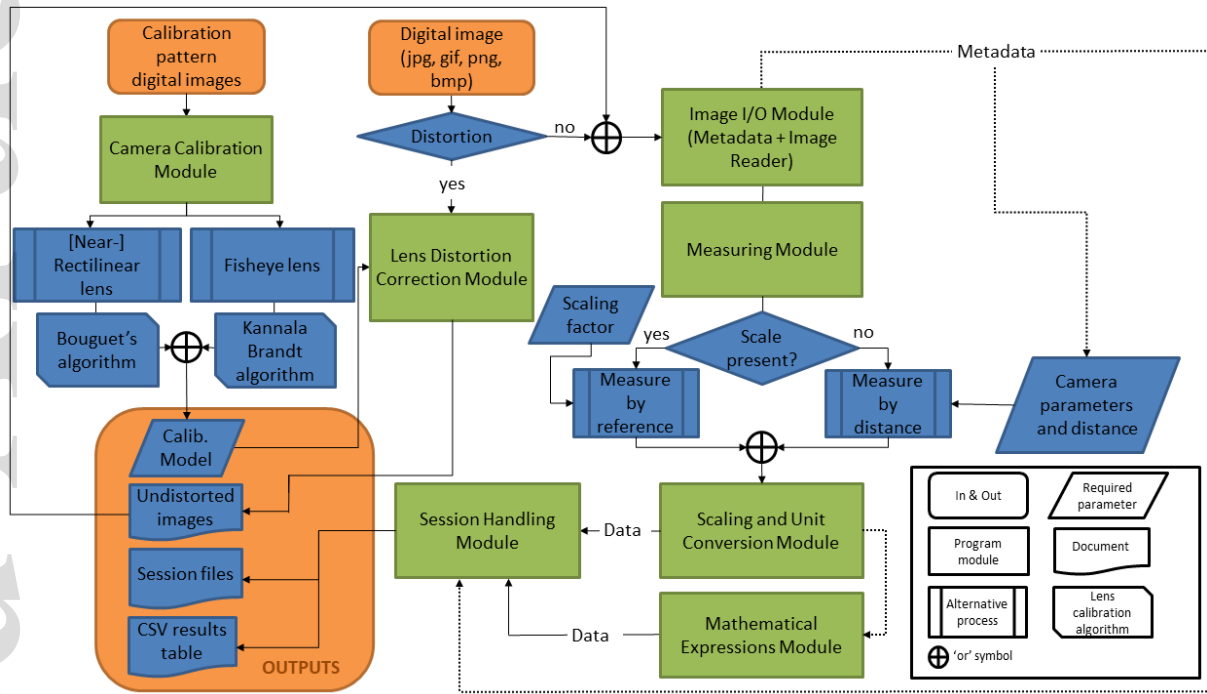 Calibration
pattern
digital images
Digital image
(jpg, gif, png,
bmp)
Metadata
Distortion
no
yes
Image I/O Module
(Metadata + Image
Reader)
Camera Calibration
Module
[Near-]
Rectilinear
lens
Fisheye lens
Lens Distortion
Correction Module
Measuring Module
Bouguet's
algorithm
Kannala
Brandt
algorithm
Scaling
factor
yes
Scale
present?
no
Measure
by
reference
Measure
by
distance
Camera
parameters
and distance
Calib.
Model
Undistorted
images
Session files
CSV results
table
OUTPUTS
Session Handling
Module
Data
Scaling and Unit
Conversion Module
Data
Mathematical
Expressions Module
In & Out
Required
parameter
Program
module
Document
Alternative
process
Lens
calibration
algorithm
'or' symbol